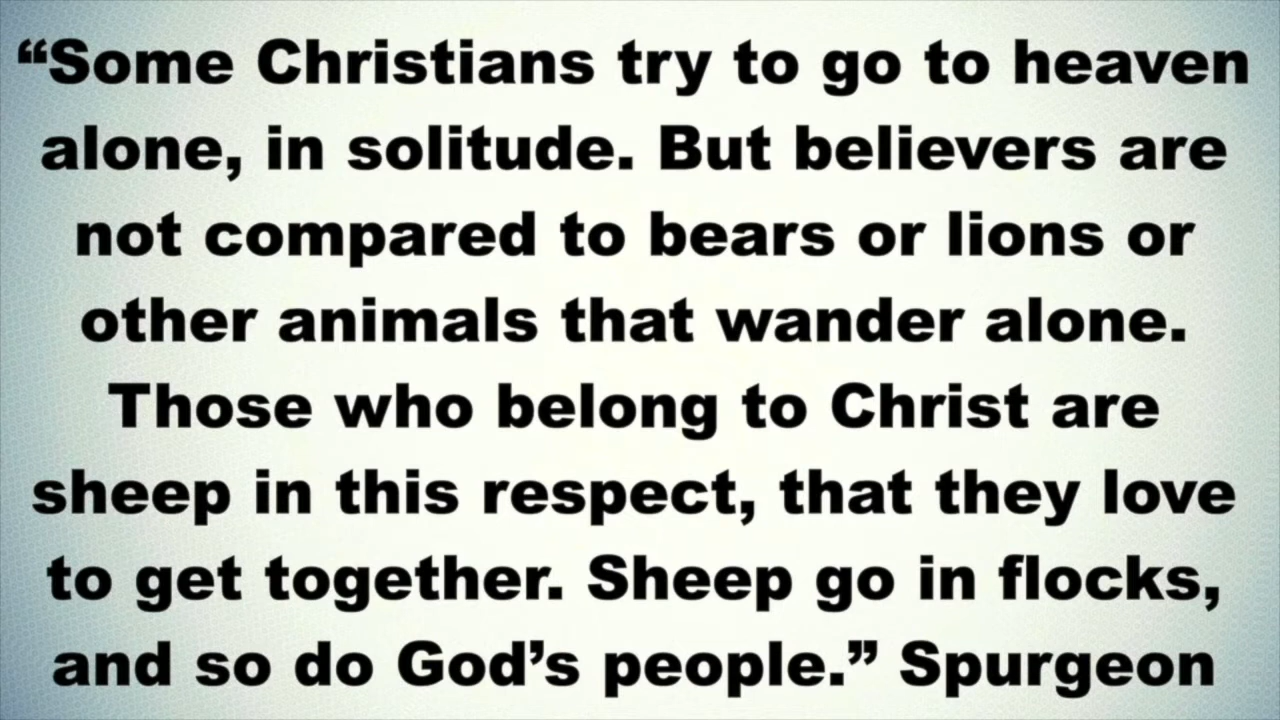 “Some Christians try to go to heaven
alone, in solitude. But believers are
not compared to bears or lions or
other animals that wander alone.
Those who belong to Christ are
sheep in this respect, that they love
to get together. Sheep go in flocks,
and so do God’s people.” Spurgeon